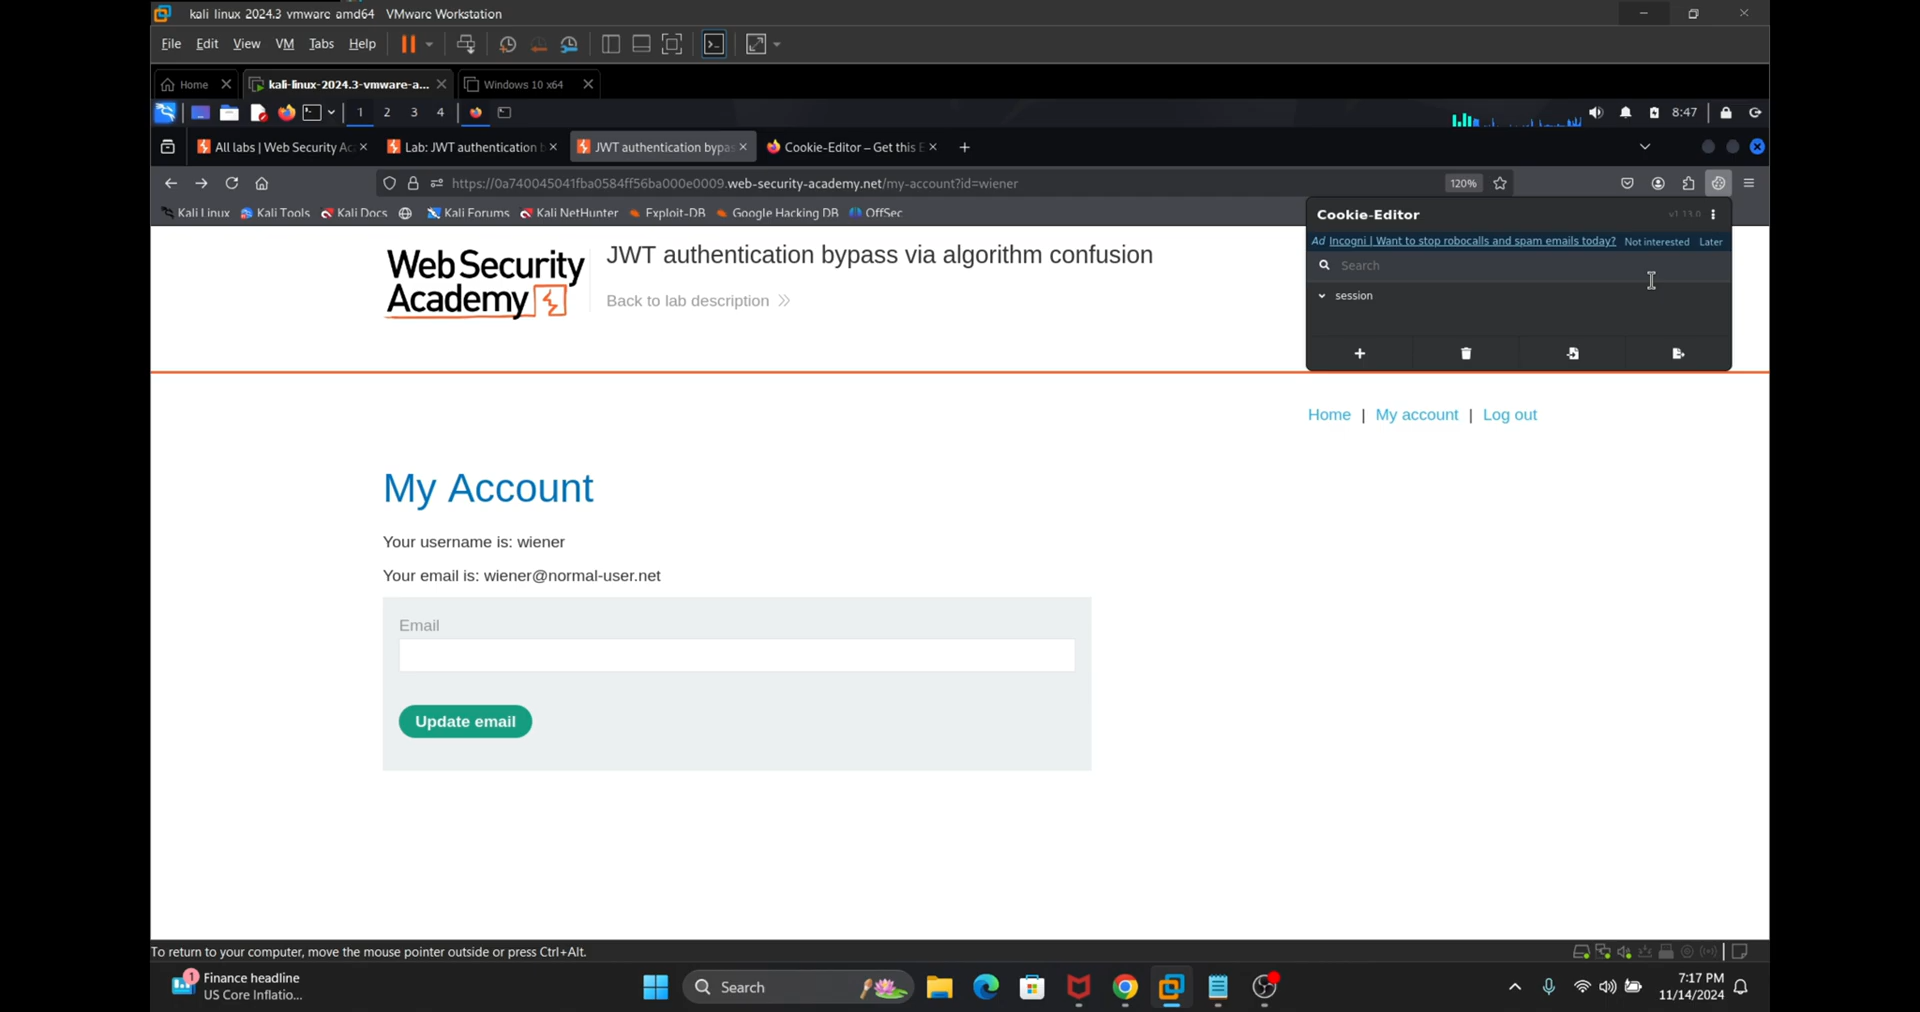 kali linux 2024.3 vmware amd64 VMware Workstation
File Edit View VM Tabs Help
Home kali-linux-2024.3-vmware-a... Windows 10 x64
1 2 3 4 8:47
All labs | Web Security Ac Lab: JWT authentication b JWT authentication bypas Cookie-Editor – Get this E
https://0a740045041fba0584ff56ba000e0009.web-security-academy.net/my-account?id=wiener 120%
Kali Linux Kali Tools Kali Docs Kali Forums Kali NetHunter Exploit-DB Google Hacking DB OffSec
Cookie-Editor v1.13.0
Ad Incogni | Want to stop robocalls and spam emails today? Not interested Later
Search
session
Web Security
Academy
JWT authentication bypass via algorithm confusion
Back to lab description
Home | My account | Log out
My Account
Your username is: wiener
Your email is: wiener@normal-user.net
Email
Update email
To return to your computer, move the mouse pointer outside or press Ctrl+Alt.
1
Finance headline
US Core Inflatio...
Search
7:17 PM
11/14/2024